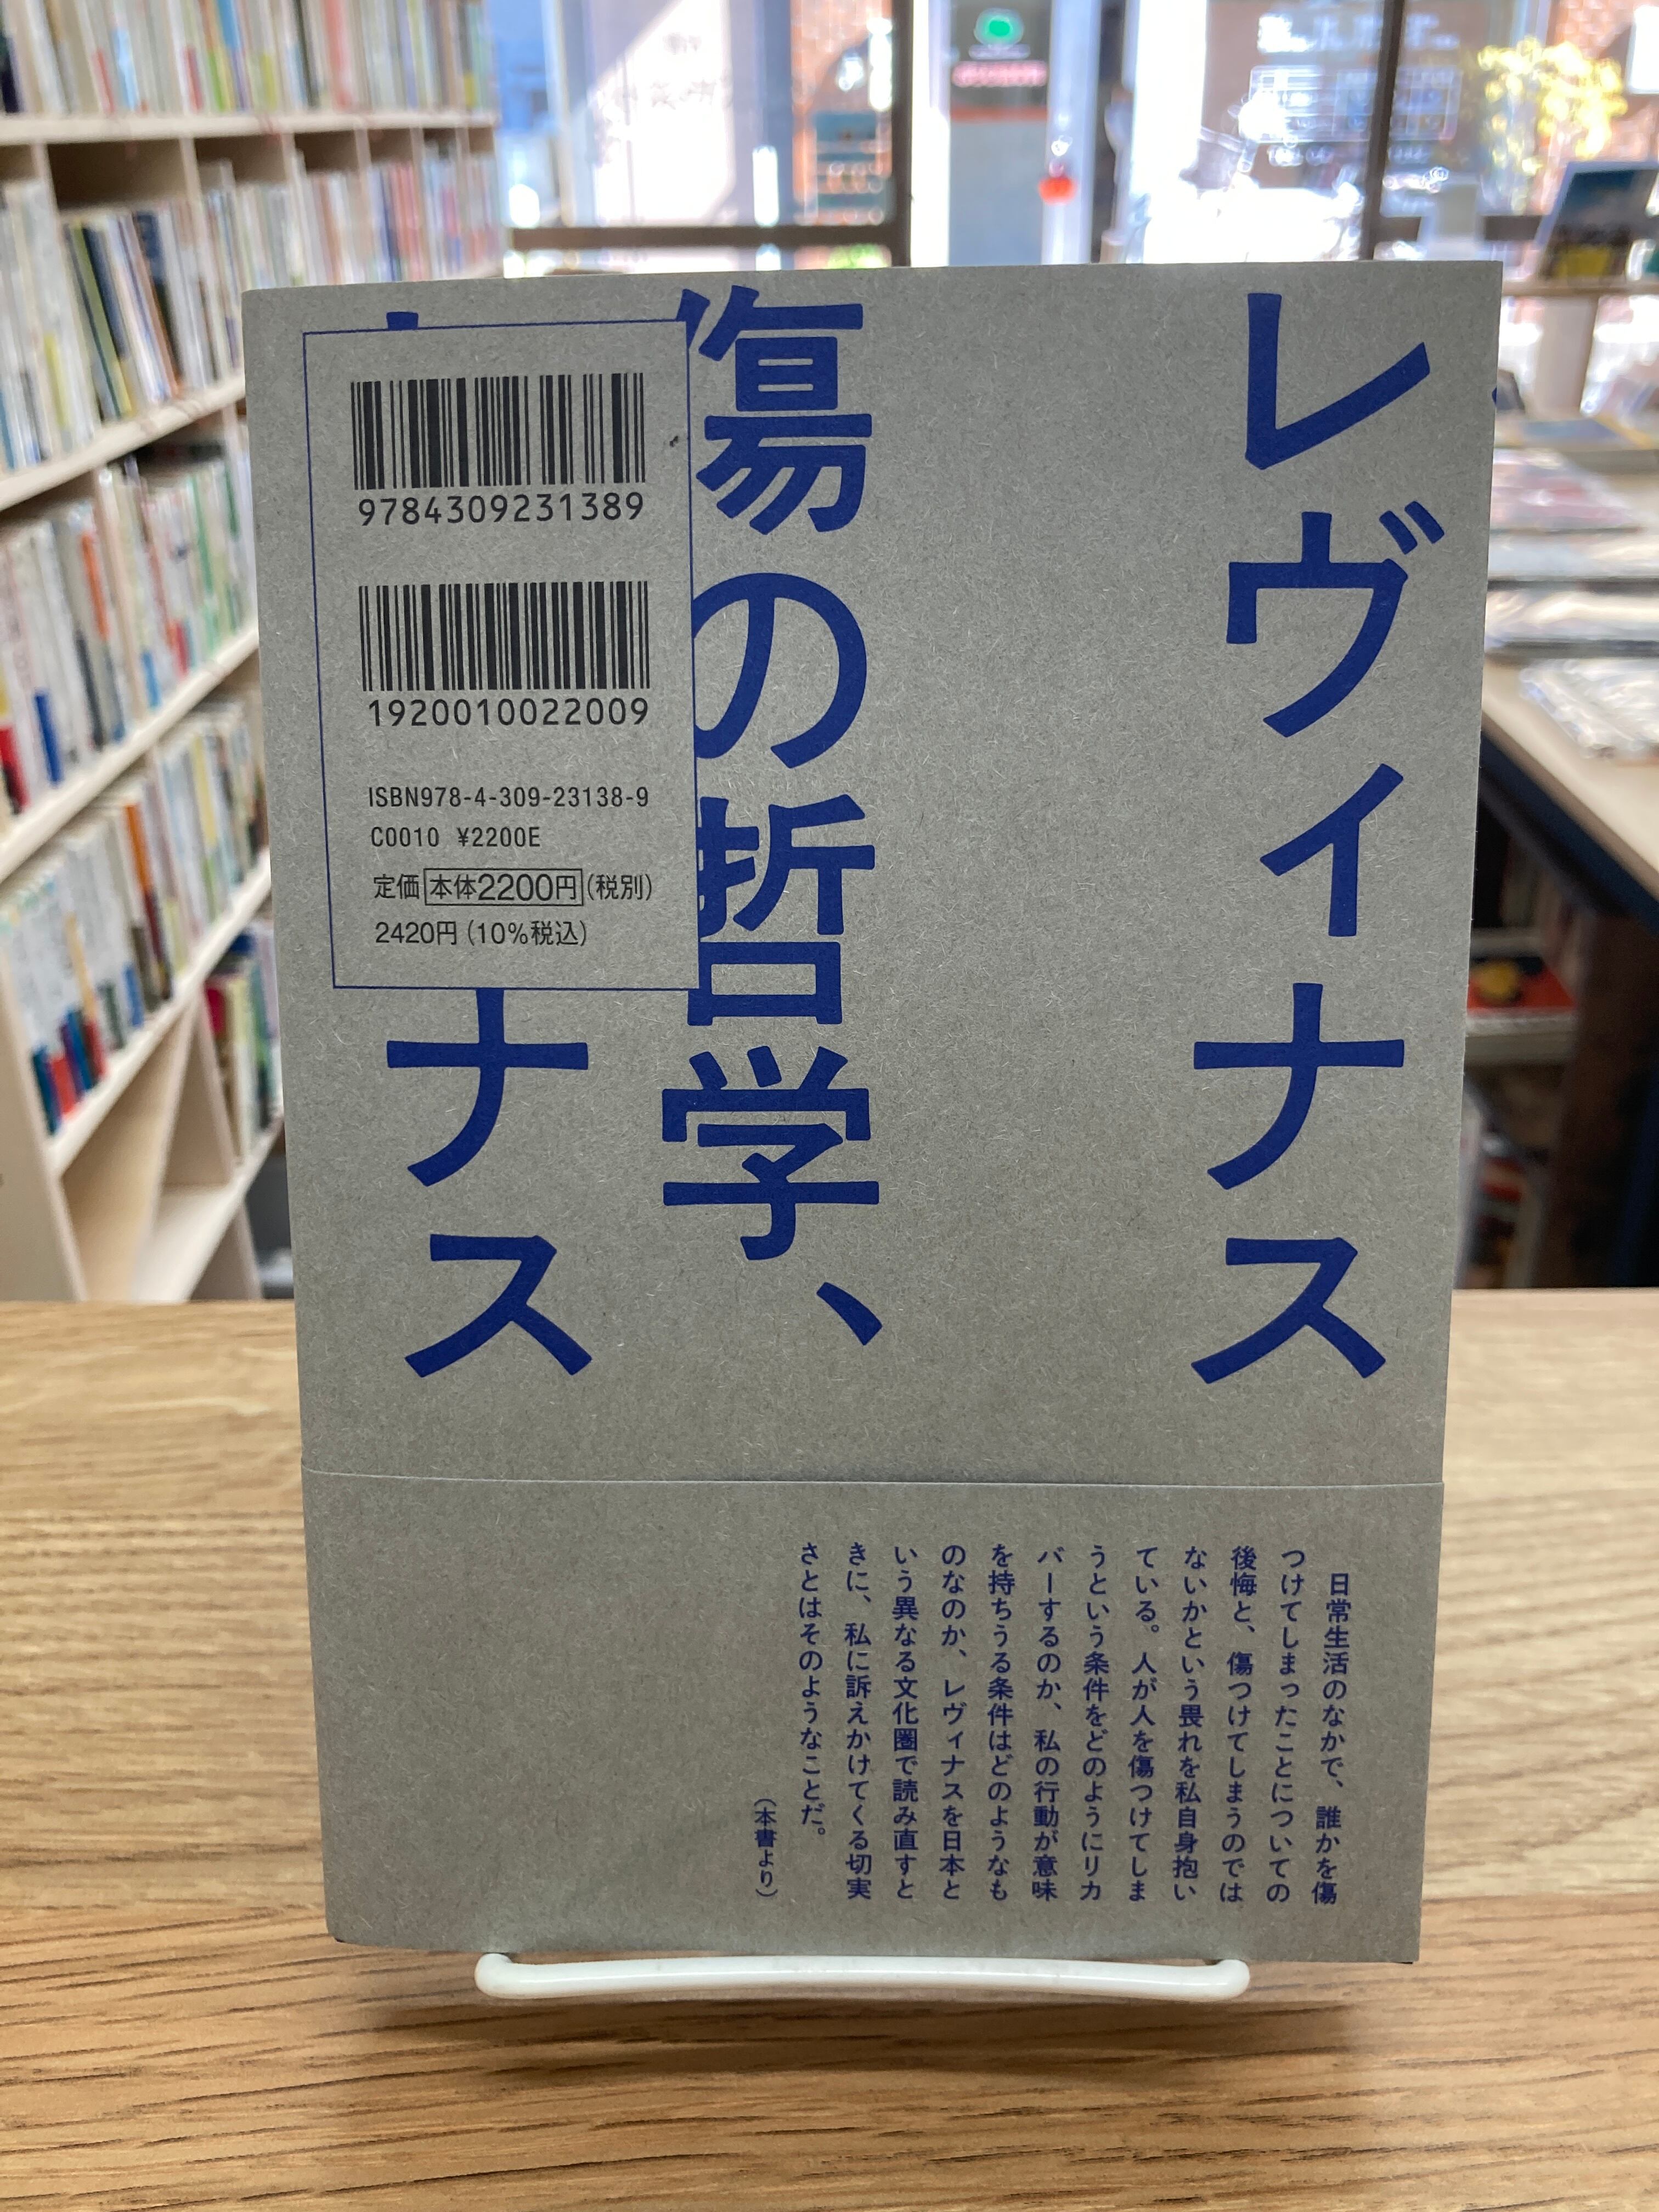 レヴィナス
傷の哲学、
ナス
9784309231389
1920010022009
ISBN978-4-309-23138-9
C0010 ¥2200E
定価 本体2200円(税別)
2420円(10%税込)
日常生活のなかで、誰かを傷
つけてしまったことについての
後悔と、傷つけてしまうのでは
ないかという畏れを私自身抱い
ている。人が人を傷つけてしま
うという条件をどのようにリカ
バーするのか、私の行動が意味
を持ちうる条件はどのようなも
のなのか、レヴィナスを日本と
いう異なる文化圏で読み直すと
きに、私に訴えかけてくる切実
さとはそのようなことだ。
(本書より)